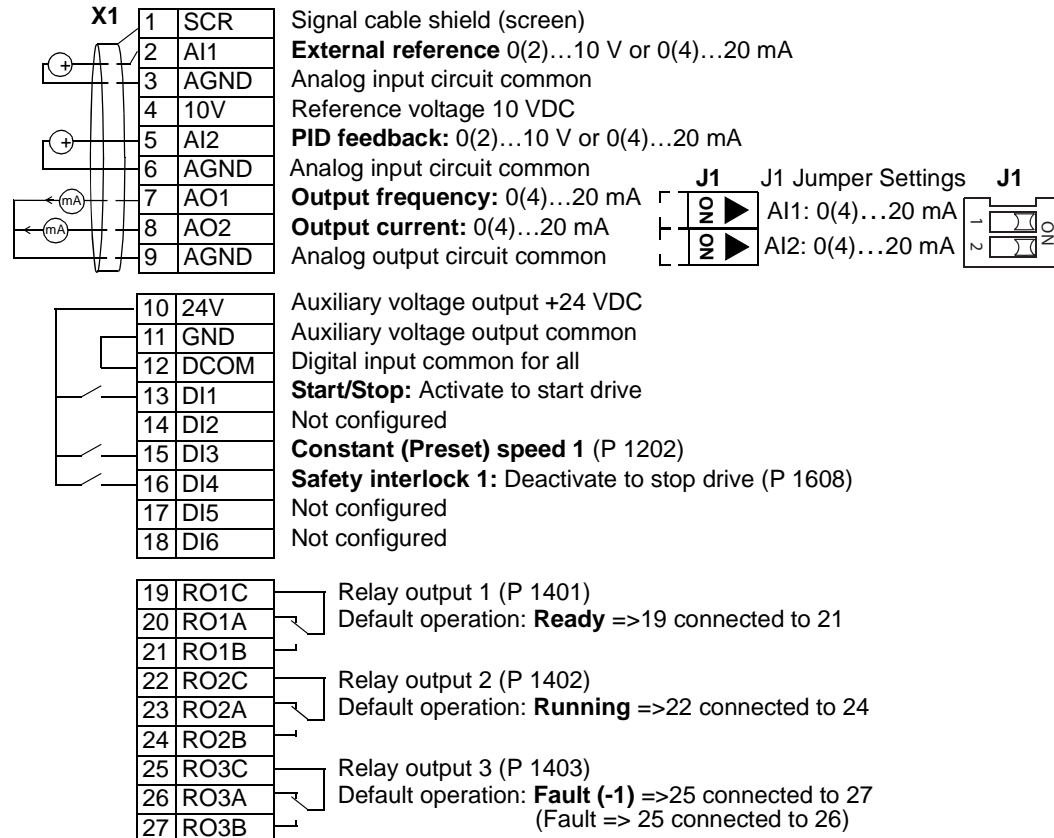 X1
1 SCR Signal cable shield (screen)
2 AI1 External reference 0(2)…10 V or 0(4)…20 mA
3 AGND Analog input circuit common
4 10V Reference voltage 10 VDC
5 AI2 PID feedback: 0(2)…10 V or 0(4)…20 mA
6 AGND Analog input circuit common
7 AO1 Output frequency: 0(4)…20 mA
8 AO2 Output current: 0(4)…20 mA
9 AGND Analog output circuit common
+
+
mA
mA
J1 J1 Jumper Settings J1
ON AI1: 0(4)…20 mA
ON AI2: 0(4)…20 mA
1
2
ON
10 24V Auxiliary voltage output +24 VDC
11 GND Auxiliary voltage output common
12 DCOM Digital input common for all
13 DI1 Start/Stop: Activate to start drive
14 DI2 Not configured
15 DI3 Constant (Preset) speed 1 (P 1202)
16 DI4 Safety interlock 1: Deactivate to stop drive (P 1608)
17 DI5 Not configured
18 DI6 Not configured
19 RO1C Relay output 1 (P 1401)
20 RO1A Default operation: Ready =>19 connected to 21
21 RO1B
22 RO2C Relay output 2 (P 1402)
23 RO2A Default operation: Running =>22 connected to 24
24 RO2B
25 RO3C Relay output 3 (P 1403)
26 RO3A Default operation: Fault (-1) =>25 connected to 27
27 RO3B (Fault => 25 connected to 26)